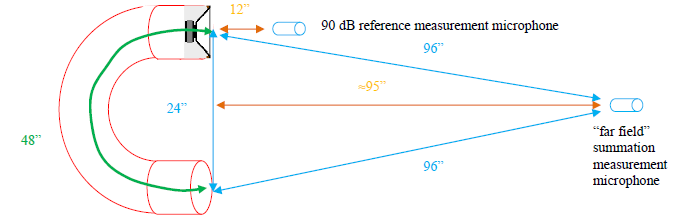 12”
90 dB reference measurement microphone
96”
≈95”
24”
48”
96”
“far field”
summation
measurement
microphone